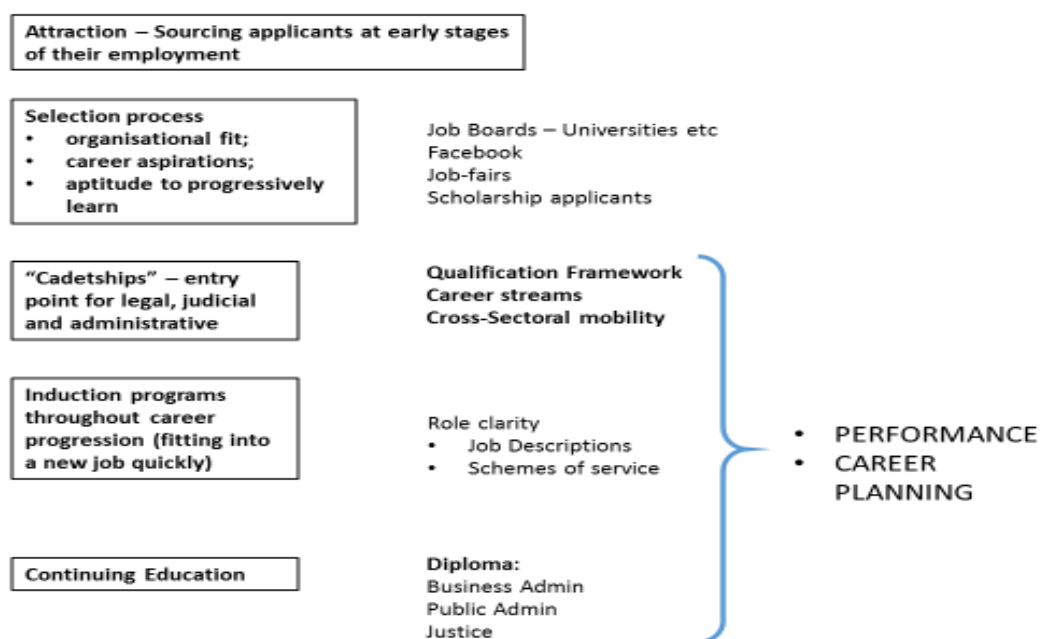 Attraction – Sourcing applicants at early stages
of their employment
Selection process
• organisational fit;
• career aspirations;
• aptitude to progressively
learn
Job Boards – Universities etc
Facebook
Job-fairs
Scholarship applicants
“Cadetships” – entry
point for legal, judicial
and administrative
Qualification Framework
Career streams
Cross-Sectoral mobility
Induction programs
throughout career
progression (fitting into
a new job quickly)
Role clarity
• Job Descriptions
• Schemes of service
• PERFORMANCE
• CAREER
PLANNING
Continuing Education
Diploma:
Business Admin
Public Admin
Justice